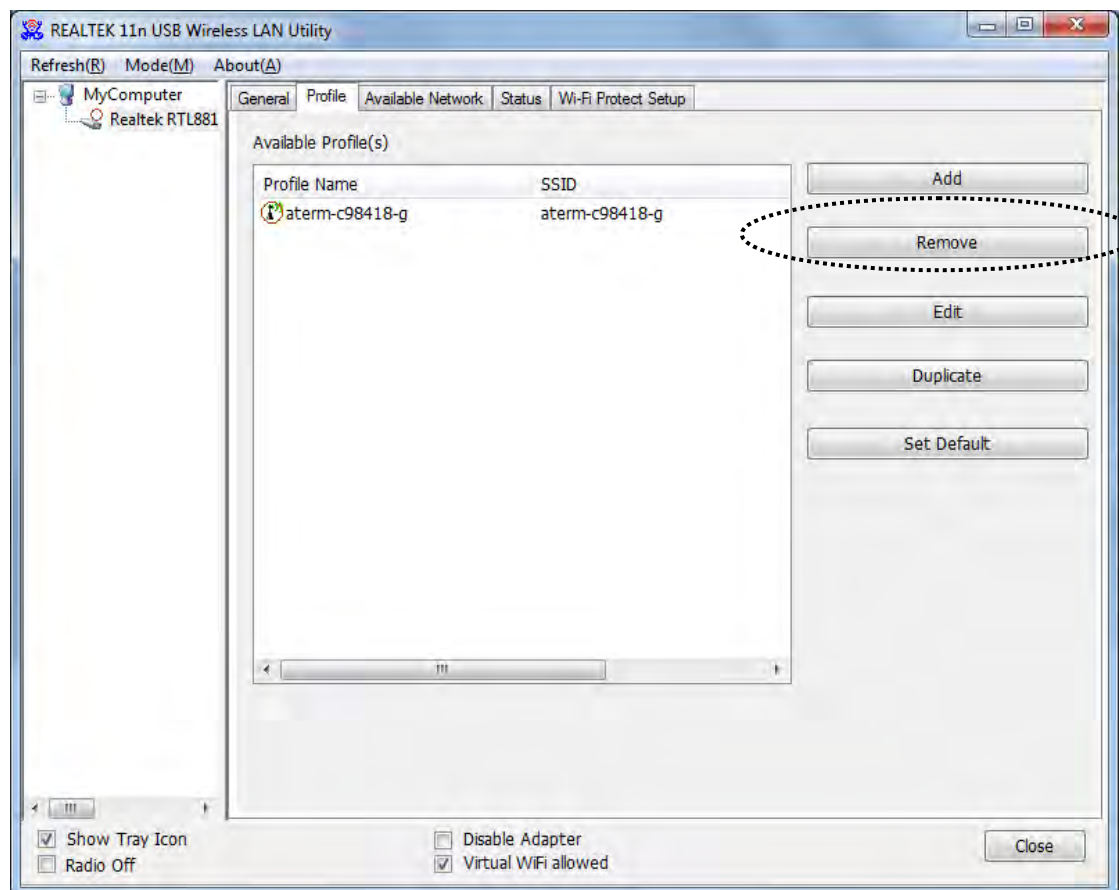 REALTEK 11n USB Wireless LAN Utility
Refresh(R) Mode(M) About(A)
MyComputer
Realtek RTL881
General Profile Available Network Status Wi-Fi Protect Setup
Available Profile(s)
Profile Name SSID
aterm-c98418-g aterm-c98418-g
Add
Remove
Edit
Duplicate
Set Default
Show Tray Icon Disable Adapter
Radio Off Virtual WiFi allowed
Close